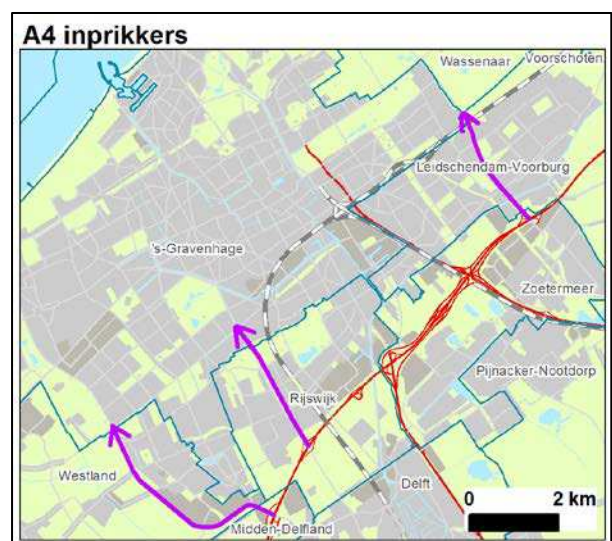 A4 inprikkers
Wassenaar
Voorschoten
Leidschendam-Voorburg
's-Gravenhage
Zoetermeer
Pijnacker-Nootdorp
Rijswijk
Westland
Delft
Midden-Delfland
0 2 km